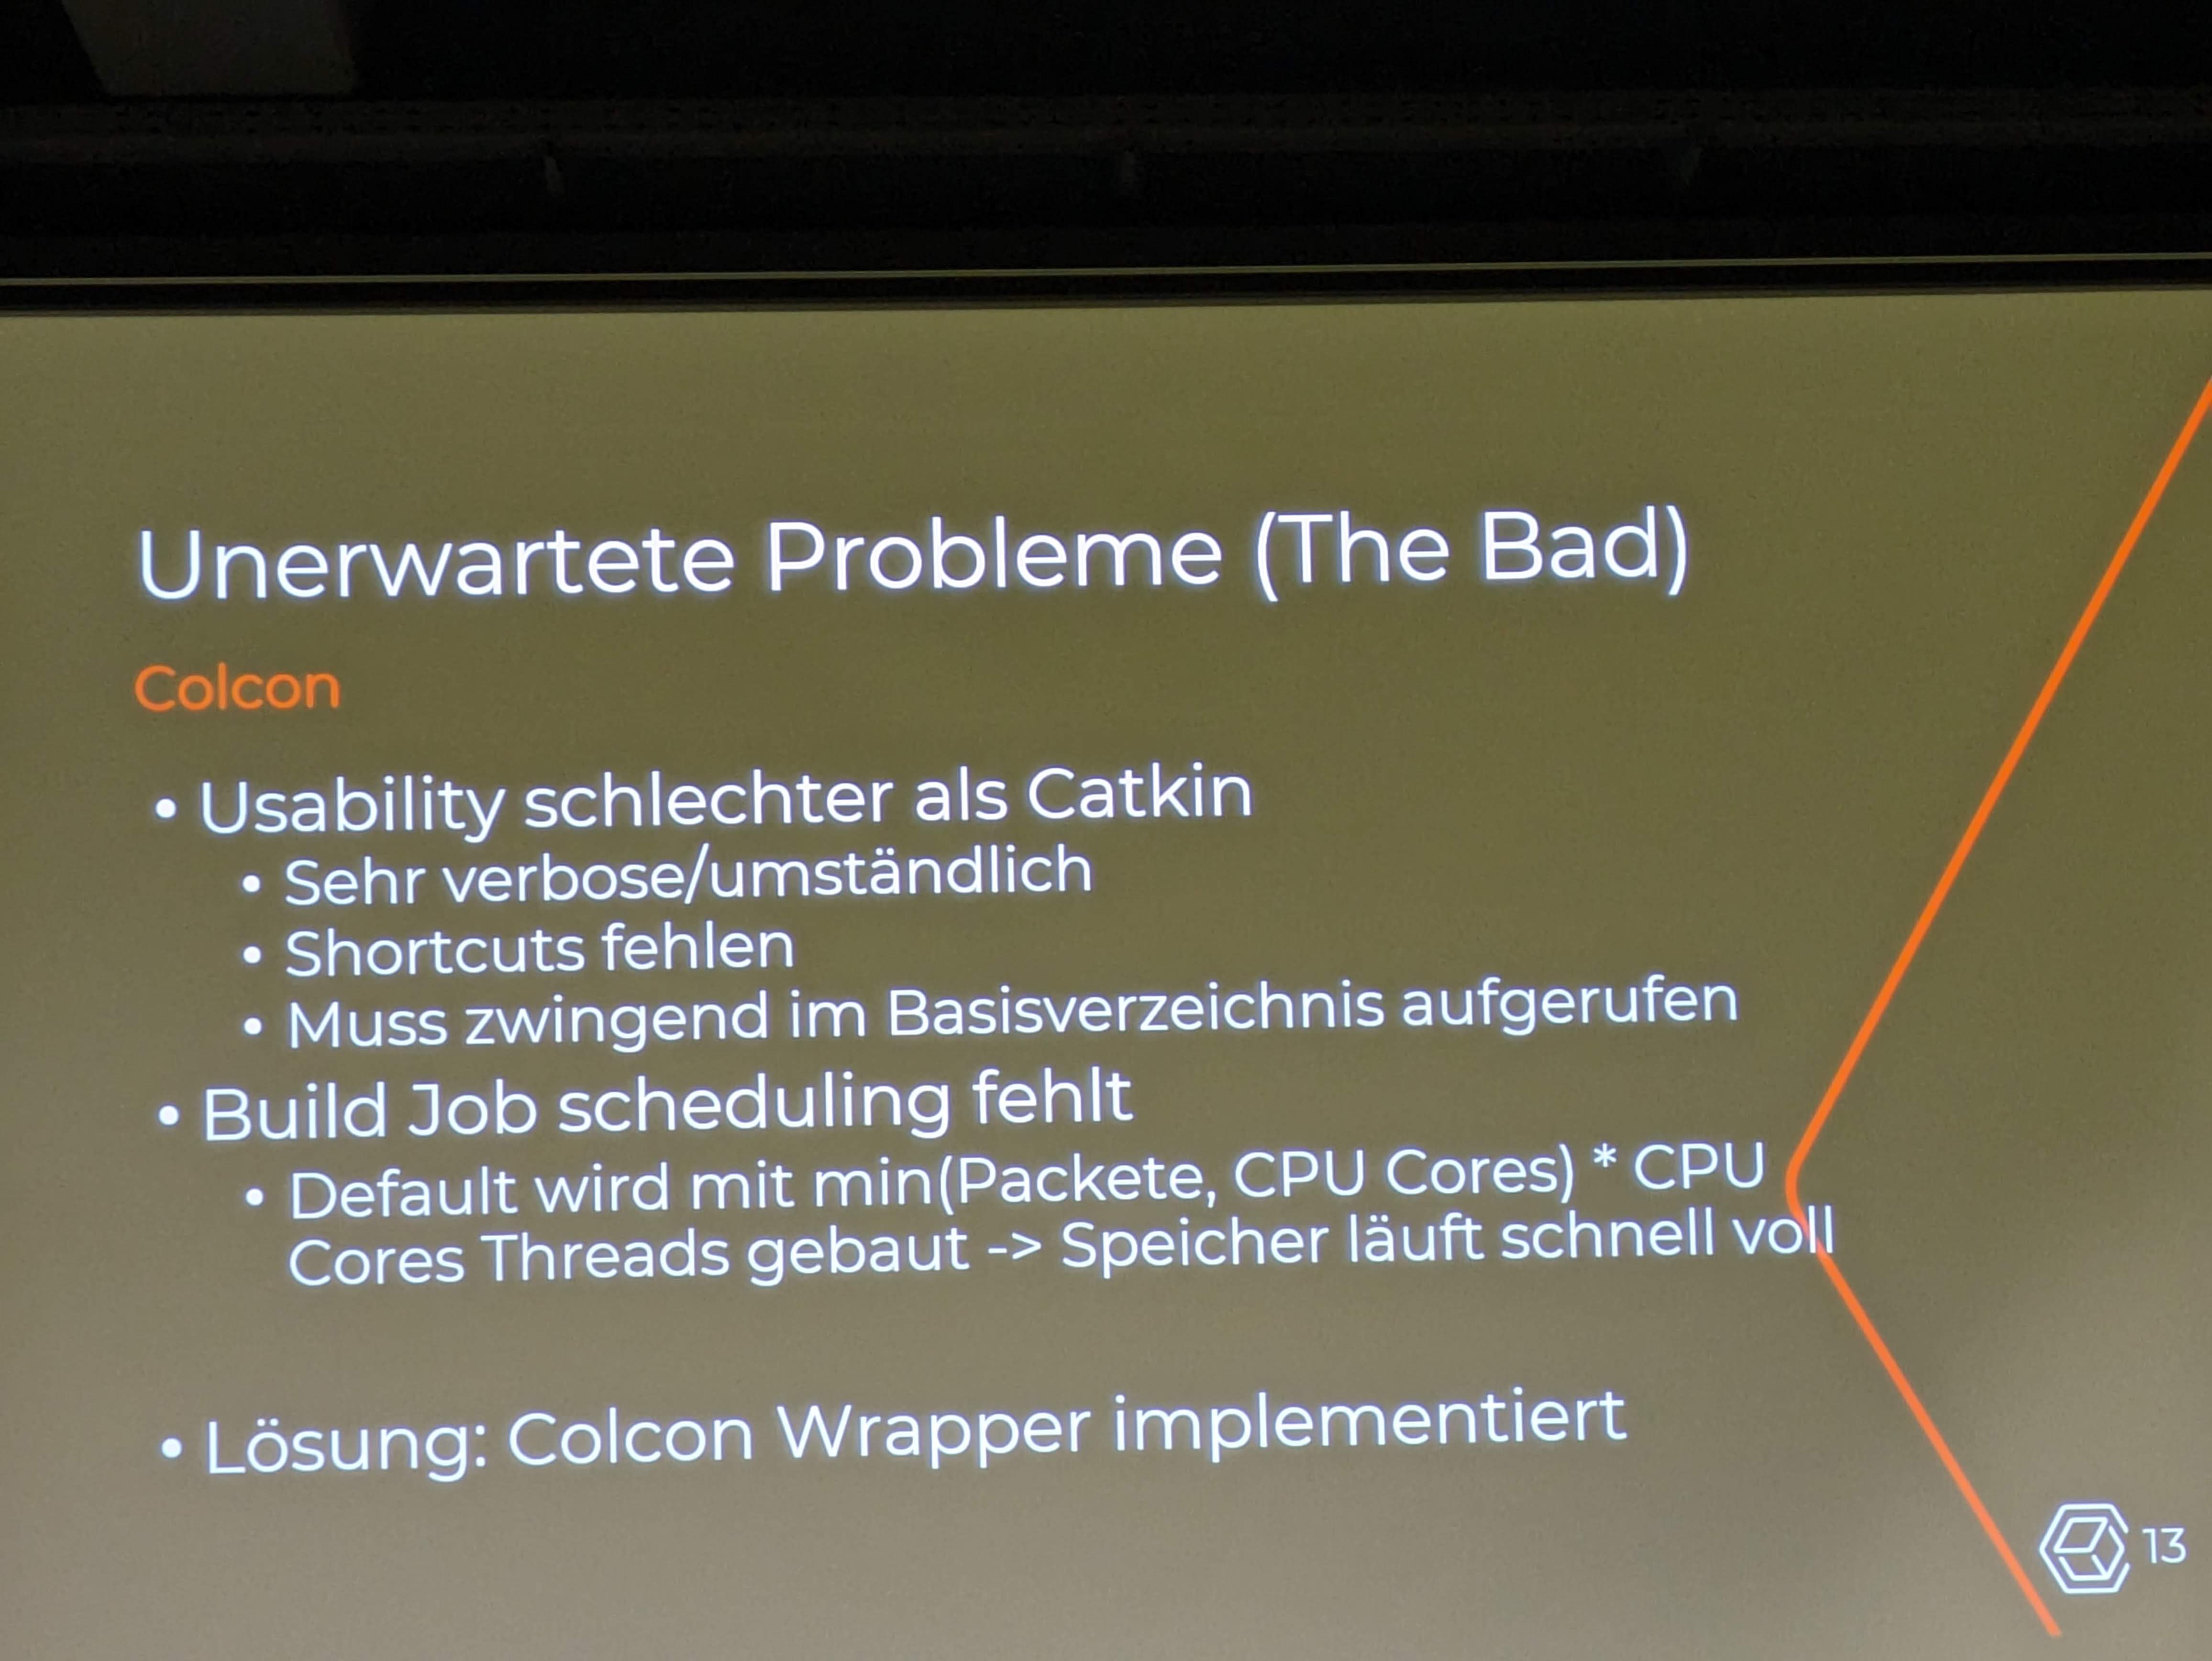 Unerwartete Probleme (The Bad)
Colcon
• Usability schlechter als Catkin
• Sehr verbose/umständlich
• Shortcuts fehlen
• Muss zwingend im Basisverzeichnis aufgerufen
• Build Job scheduling fehlt
• Default wird mit min(Packete, CPU Cores) * CPU
Cores Threads gebaut -> Speicher läuft schnell voll
• Lösung: Colcon Wrapper implementiert
13